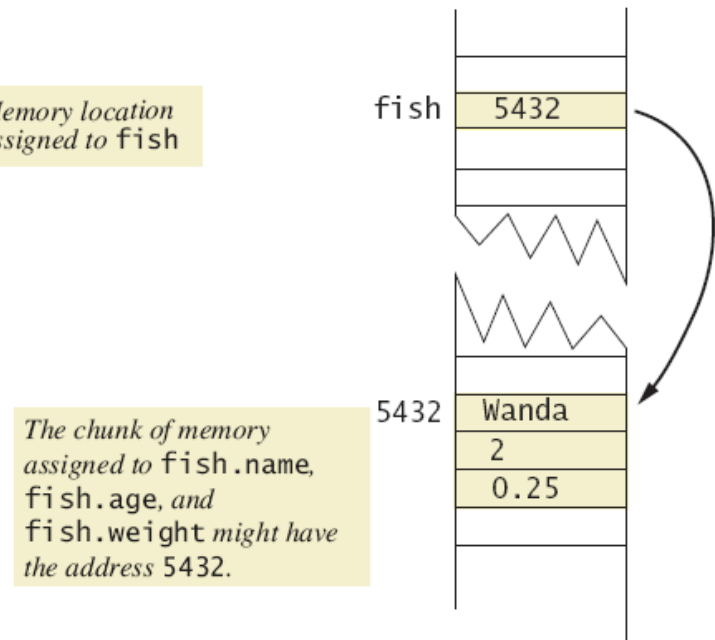 location
assigned to fish
fish 5432
5432 Wanda
2
0.25
The chunk of memory
assigned to fish.name,
fish.age, and
fish.weight might have
the address 5432.